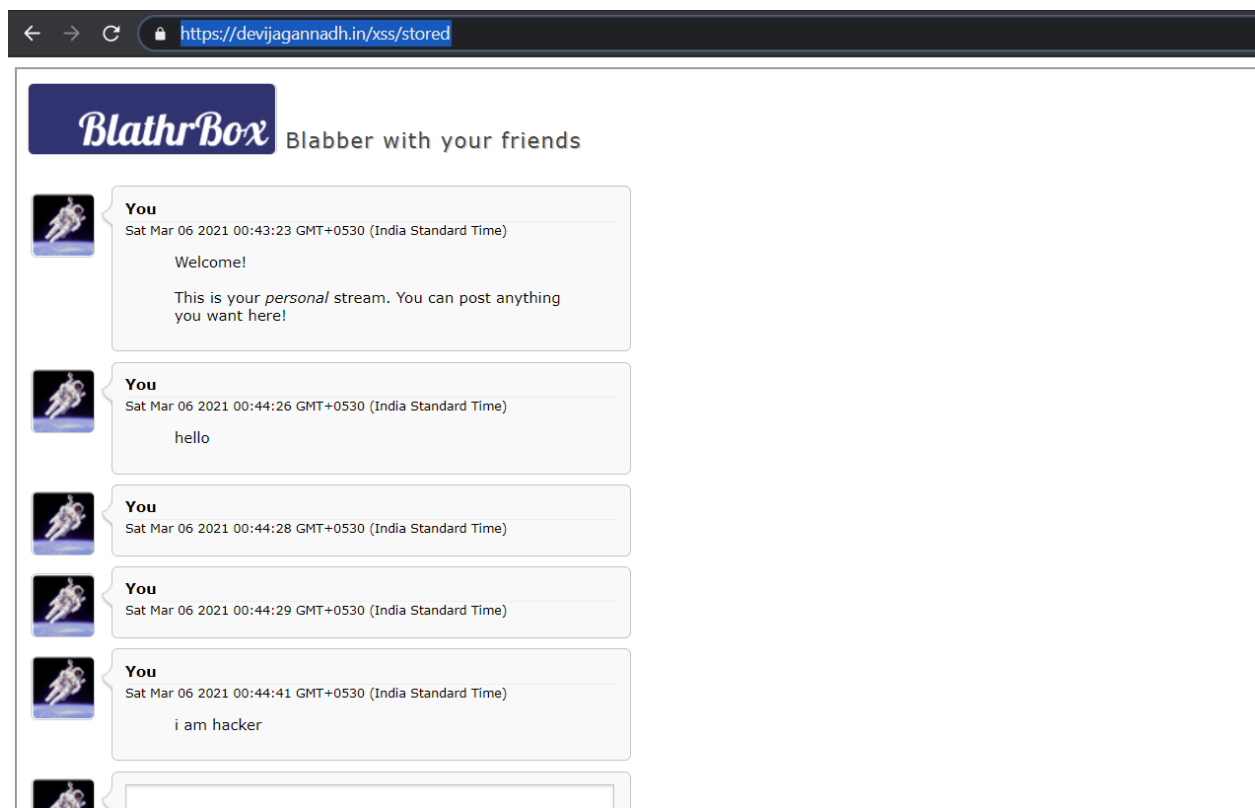 https://devijagannadh.in/xss/stored
BlathrBox Blabber with your friends
You
Sat Mar 06 2021 00:43:23 GMT+0530 (India Standard Time)
Welcome!
This is your personal stream. You can post anything
you want here!
You
Sat Mar 06 2021 00:44:26 GMT+0530 (India Standard Time)
hello
You
Sat Mar 06 2021 00:44:28 GMT+0530 (India Standard Time)
You
Sat Mar 06 2021 00:44:29 GMT+0530 (India Standard Time)
You
Sat Mar 06 2021 00:44:41 GMT+0530 (India Standard Time)
i am hacker